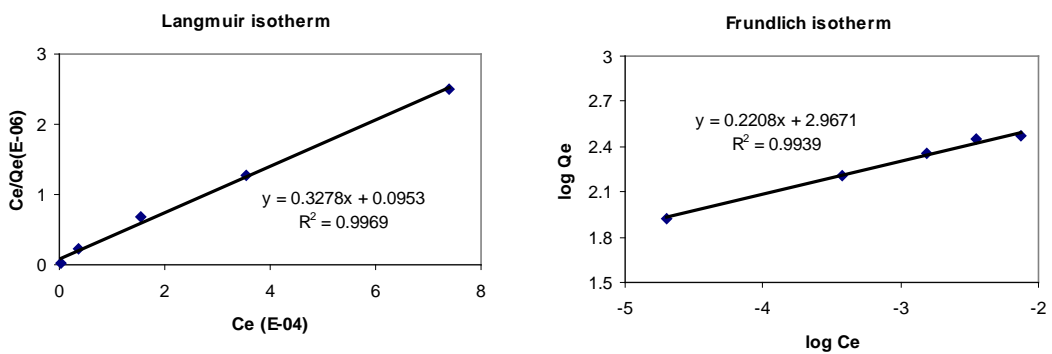 Langmuir isotherm
3
2
1
0
Ce/Qe(E-06)
y = 0.3278x + 0.0953
R² = 0.9969
0 2 4 6 8
Ce (E-04)
Frundlich isotherm
3
2.7
2.4
2.1
1.8
1.5
log Qe
y = 0.2208x + 2.9671
R² = 0.9939
-5 -4 -3 -2
log Ce